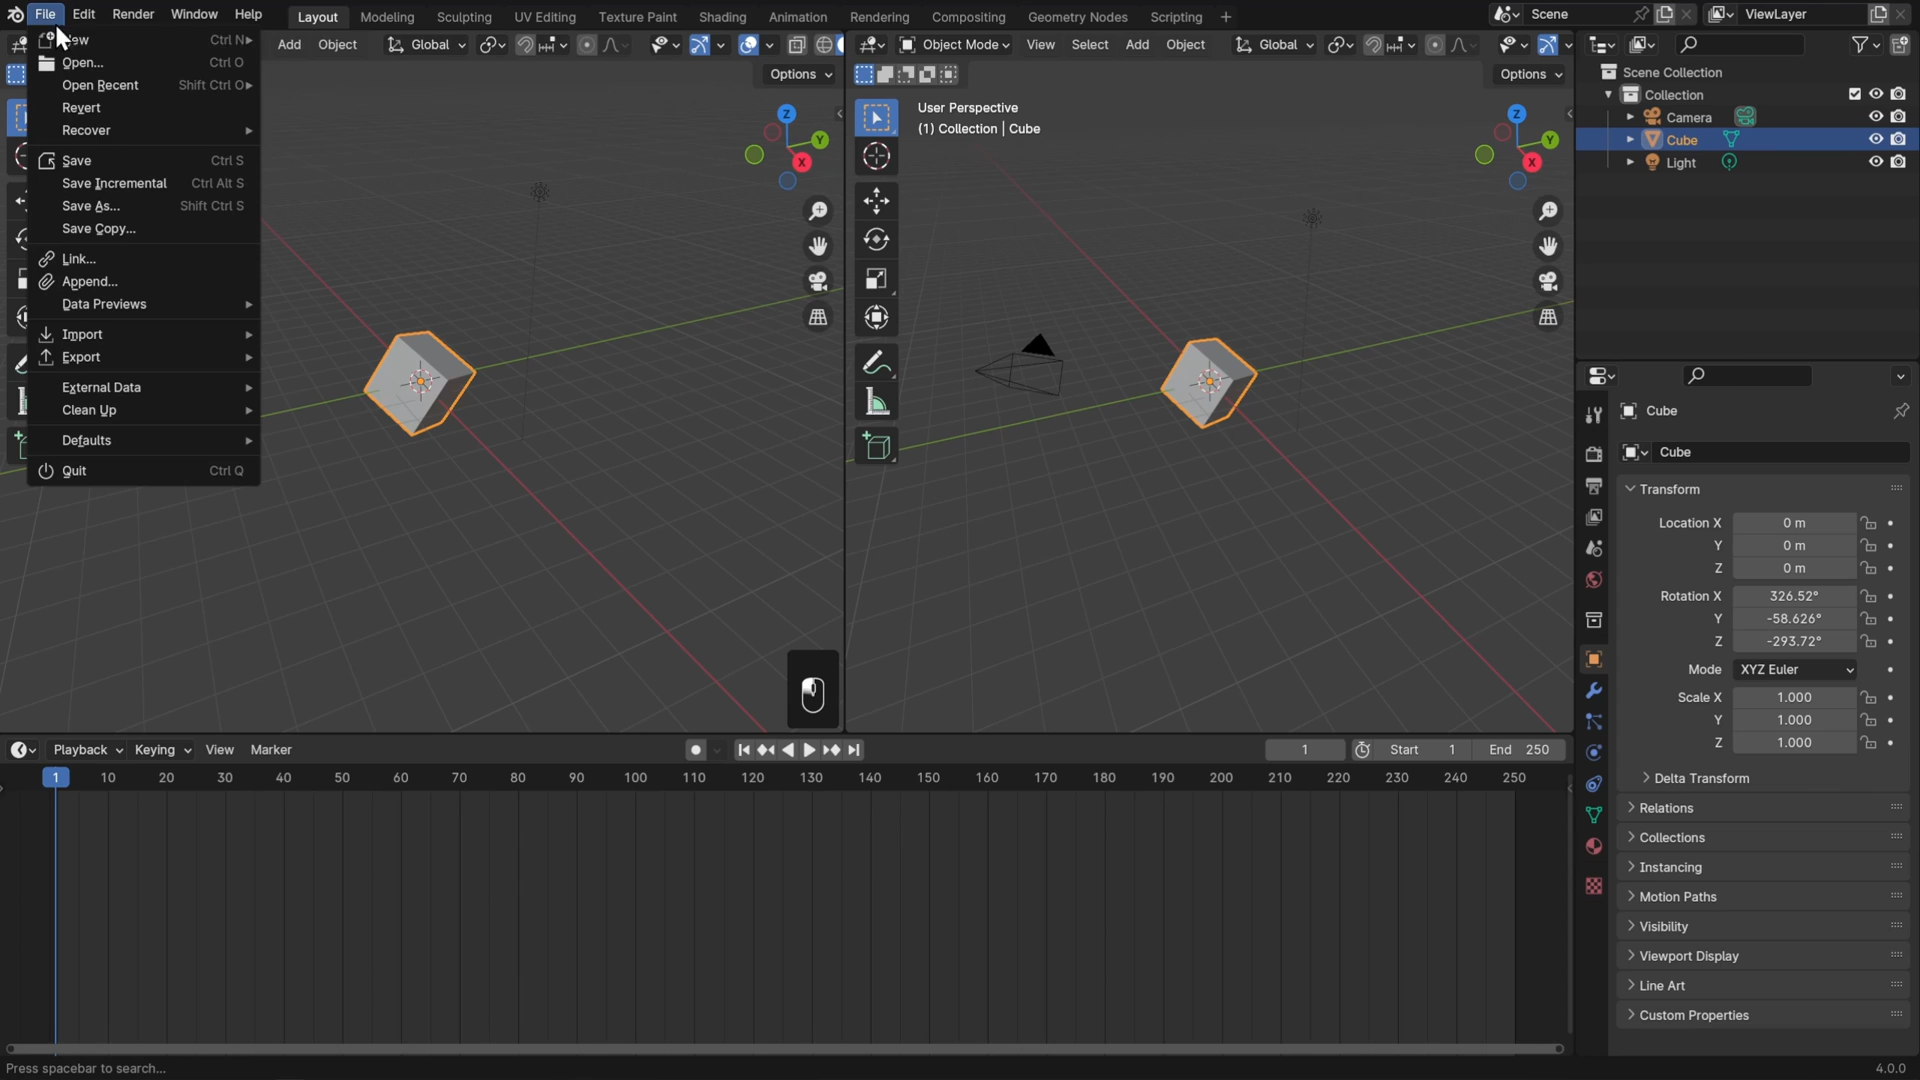 File Edit Render Window Help
Layout Modeling Sculpting UV Editing Texture Paint Shading Animation Rendering Compositing Geometry Nodes Scripting +
Scene
ViewLayer
Ctrl N
Open... Ctrl O
Open Recent Shift Ctrl O
Revert
Recover
Save Ctrl S
Save Incremental Ctrl Alt S
Save As... Shift Ctrl S
Save Copy...
Link...
Append...
Data Previews
Import
Export
External Data
Clean Up
Defaults
Quit Ctrl Q
Add Object Global
Options
Z
Y
X
Object Mode View Select Add Object Global
Options
User Perspective
(1) Collection | Cube
Z
Y
X
Scene Collection
Collection
Camera
Cube
Light
Cube
Cube
Transform
Location X 0 m
Y 0 m
Z 0 m
Rotation X 326.52°
Y -58.626°
Z -293.72°
Mode XYZ Euler
Scale X 1.000
Y 1.000
Z 1.000
Delta Transform
Relations
Collections
Instancing
Motion Paths
Visibility
Viewport Display
Line Art
Custom Properties
Playback Keying View Marker
1 Start 1 End 250
1 10 20 30 40 50 60 70 80 90 100 110 120 130 140 150 160 170 180 190 200 210 220 230 240 250
Press spacebar to search...
4.0.0